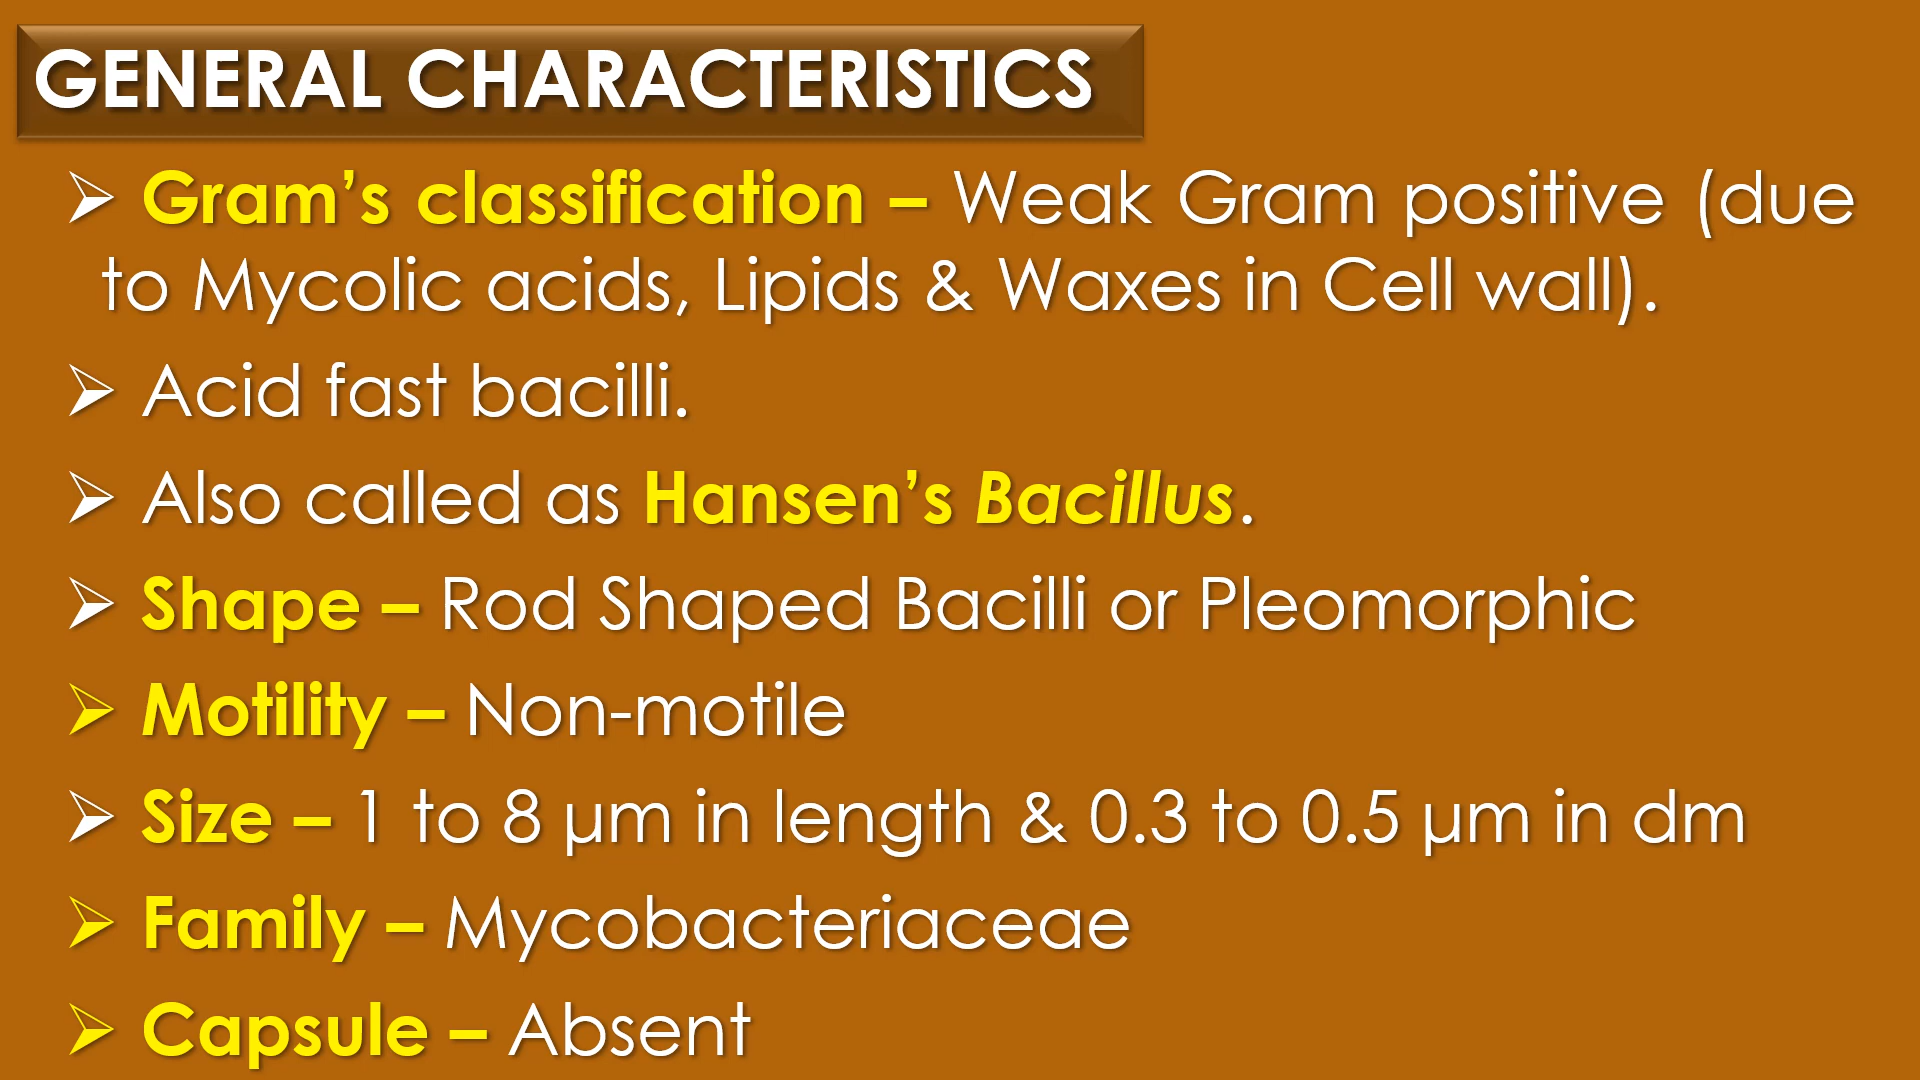 GENERAL CHARACTERISTICS
➢ Gram’s classification – Weak Gram positive (due
to Mycolic acids, Lipids & Waxes in Cell wall).
➢ Acid fast bacilli.
➢ Also called as Hansen’s Bacillus.
➢ Shape – Rod Shaped Bacilli or Pleomorphic
➢ Motility – Non-motile
➢ Size – 1 to 8 µm in length & 0.3 to 0.5 µm in dm
➢ Family – Mycobacteriaceae
➢ Capsule – Absent